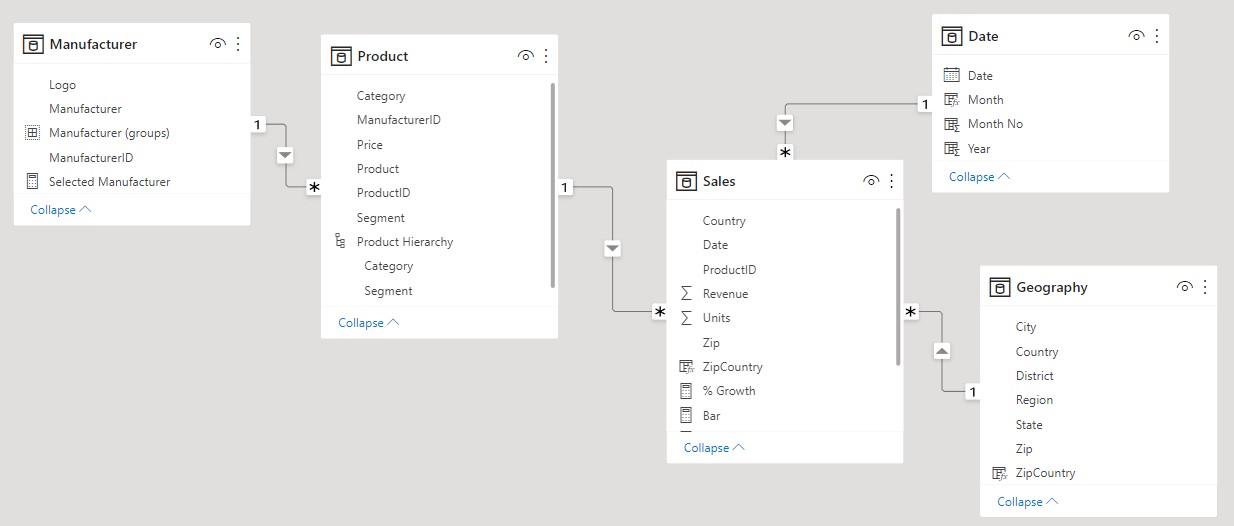 Manufacturer
Logo
Manufacturer
Manufacturer (groups)
ManufacturerID
Selected Manufacturer
Collapse
1
*
Product
Category
ManufacturerID
Price
Product
ProductID
Segment
Product Hierarchy
Category
Segment
Collapse
1
*
Sales
Country
Date
ProductID
Revenue
Units
Zip
ZipCountry
% Growth
Bar
Collapse
Date
Date
Month
Month No
Year
Collapse
1
*
Geography
City
Country
District
Region
State
Zip
ZipCountry
Collapse
*
1